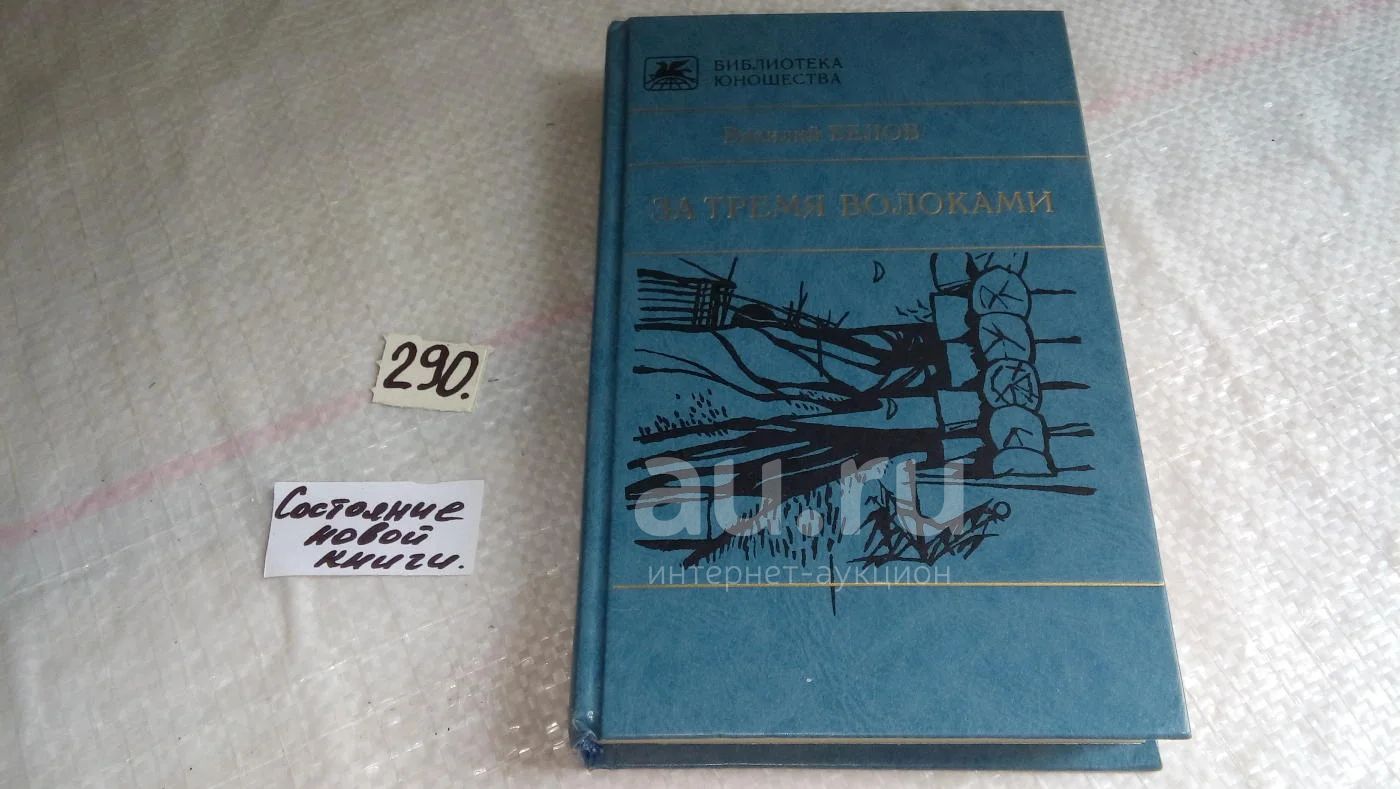 БИБЛИОТЕКА
ЮНОШЕСТВА
Василий БЕЛОВ
ЗА ТРЕМЯ ВОЛОКАМИ
290.
Состояние
новой
книги.
au.ru
интернет-аукцион